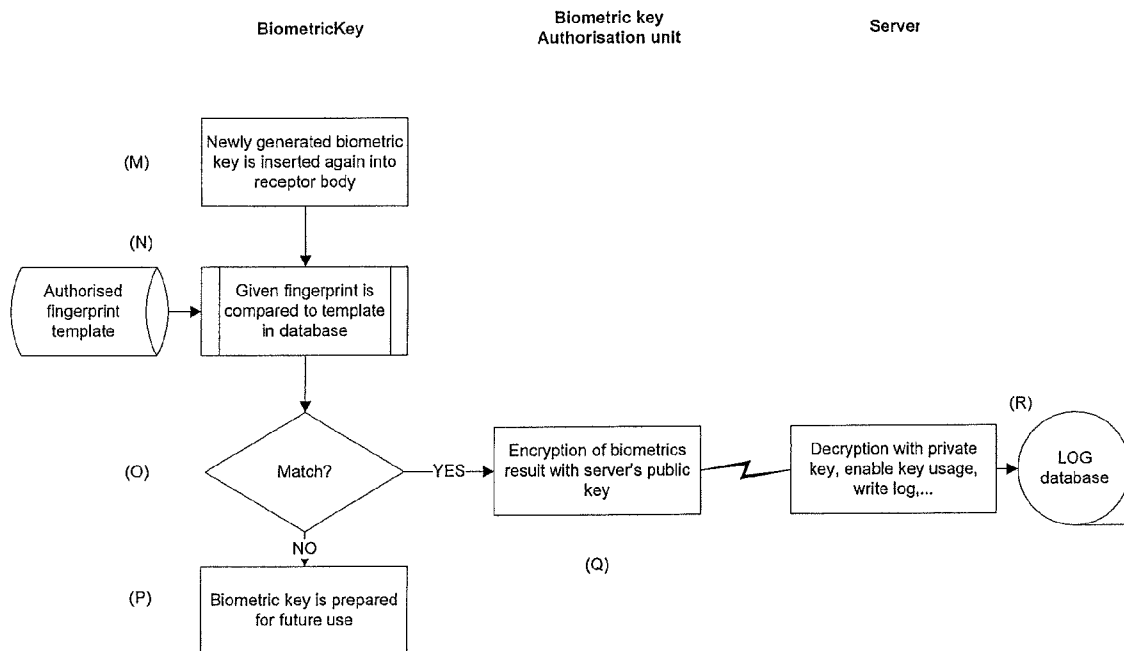 BiometricKey
Biometric key
Authorisation unit
Server
(M)
Newly generated biometric
key is inserted again into
receptor body
(N)
Authorised
fingerprint
template
Given fingerprint is
compared to template
in database
(O)
Match?
YES
Encryption of biometrics
result with server's public
key
Decryption with private
key, enable key usage,
write log,...
(R)
LOG
database
NO
(Q)
(P)
Biometric key is prepared
for future use